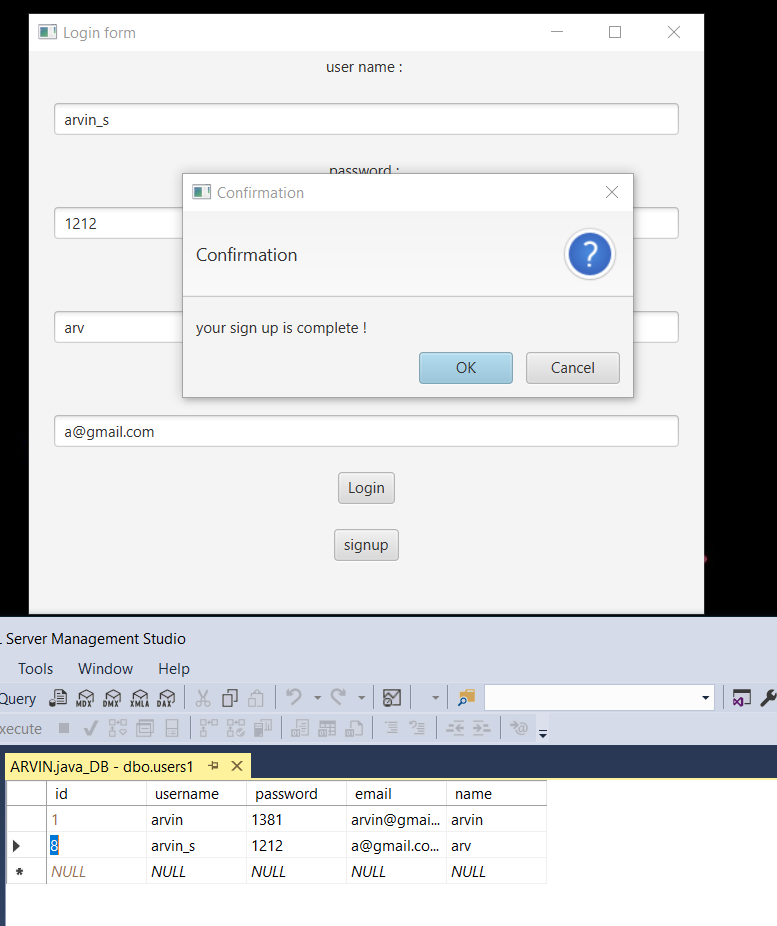 Login form
user name :
arvin_s
password :
Confirmation
1212
Confirmation
?
arv
your sign up is complete !
OK Cancel
a@gmail.com
Login
signup
Server Management Studio
Tools Window Help
Query MDX DMX XMLA DAX
xecute
ARVIN.java_DB - dbo.users1
id username password email name
1 arvin 1381 arvin@gmai... arvin
8 arvin_s 1212 a@gmail.co... arv
NULL NULL NULL NULL NULL